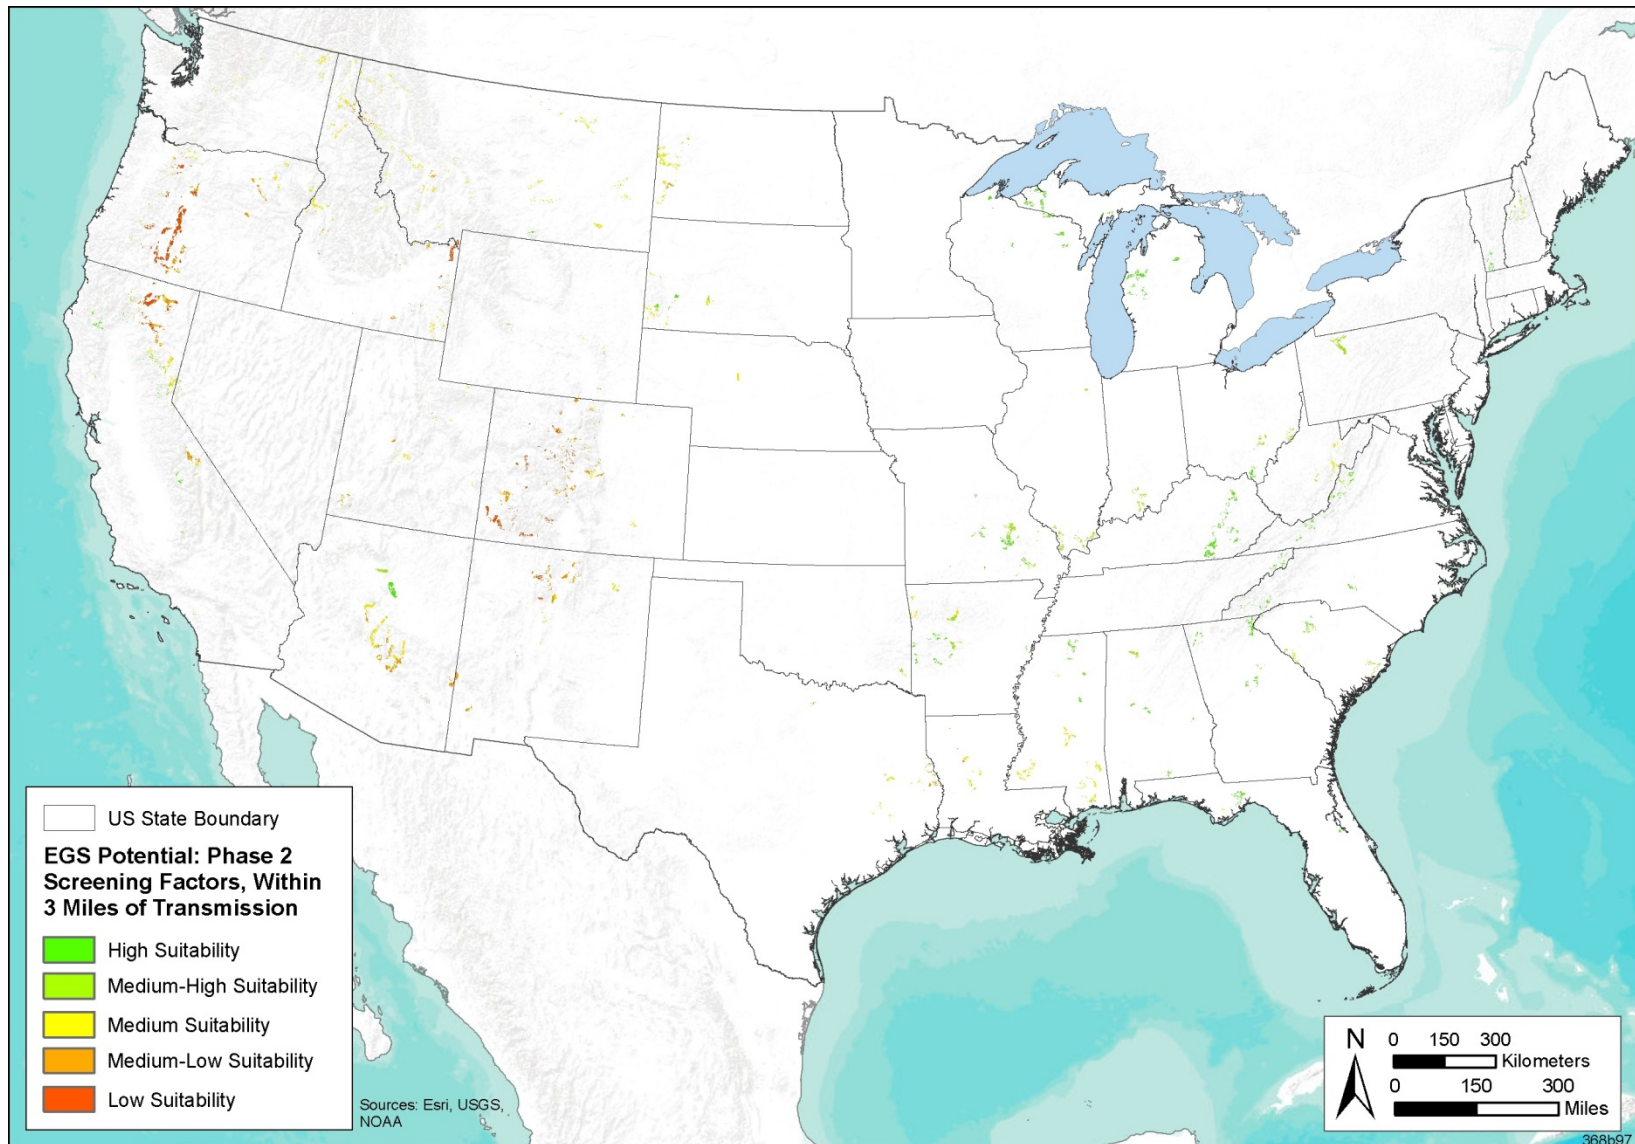 US State Boundary
EGS Potential: Phase 2
Screening Factors, Within
3 Miles of Transmission
High Suitability
Medium-High Suitability
Medium Suitability
Medium-Low Suitability
Low Suitability
Sources: Esri, USGS,
NOAA
N
0 150 300
Kilometers
0 150 300
Miles
368b97